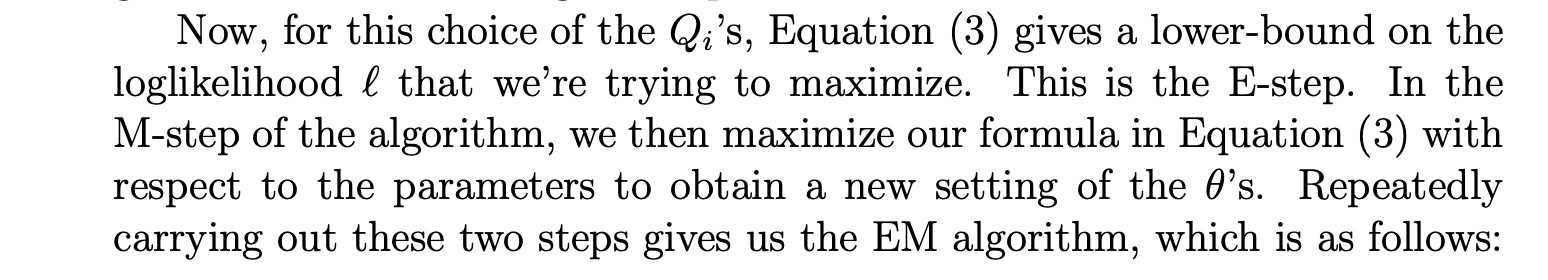 Now, for this choice of the Qᵢ’s, Equation (3) gives a lower-bound on the
loglikelihood ℓ that we’re trying to maximize. This is the E-step. In the
M-step of the algorithm, we then maximize our formula in Equation (3) with
respect to the parameters to obtain a new setting of the θ’s. Repeatedly
carrying out these two steps gives us the EM algorithm, which is as follows: